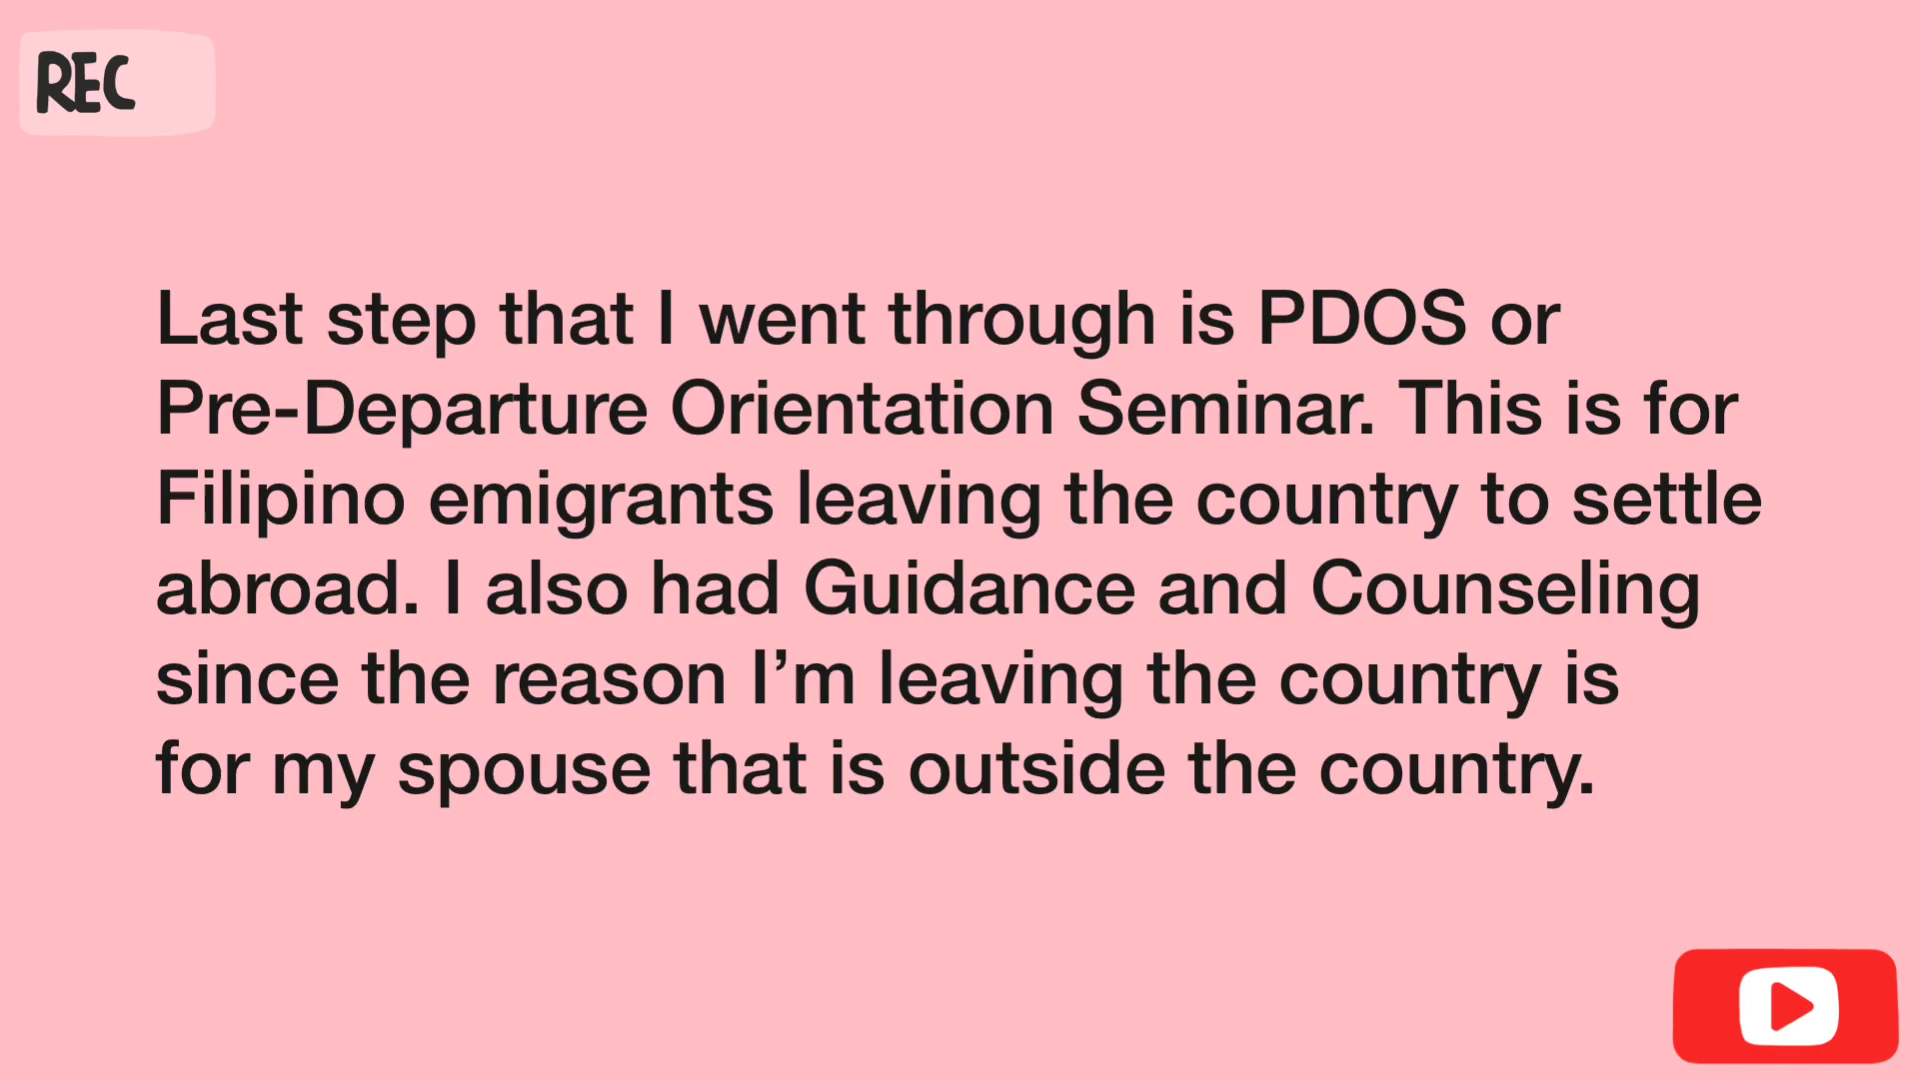 REC
Last step that I went through is PDOS or
Pre-Departure Orientation Seminar. This is for
Filipino emigrants leaving the country to settle
abroad. I also had Guidance and Counseling
since the reason I’m leaving the country is
for my spouse that is outside the country.